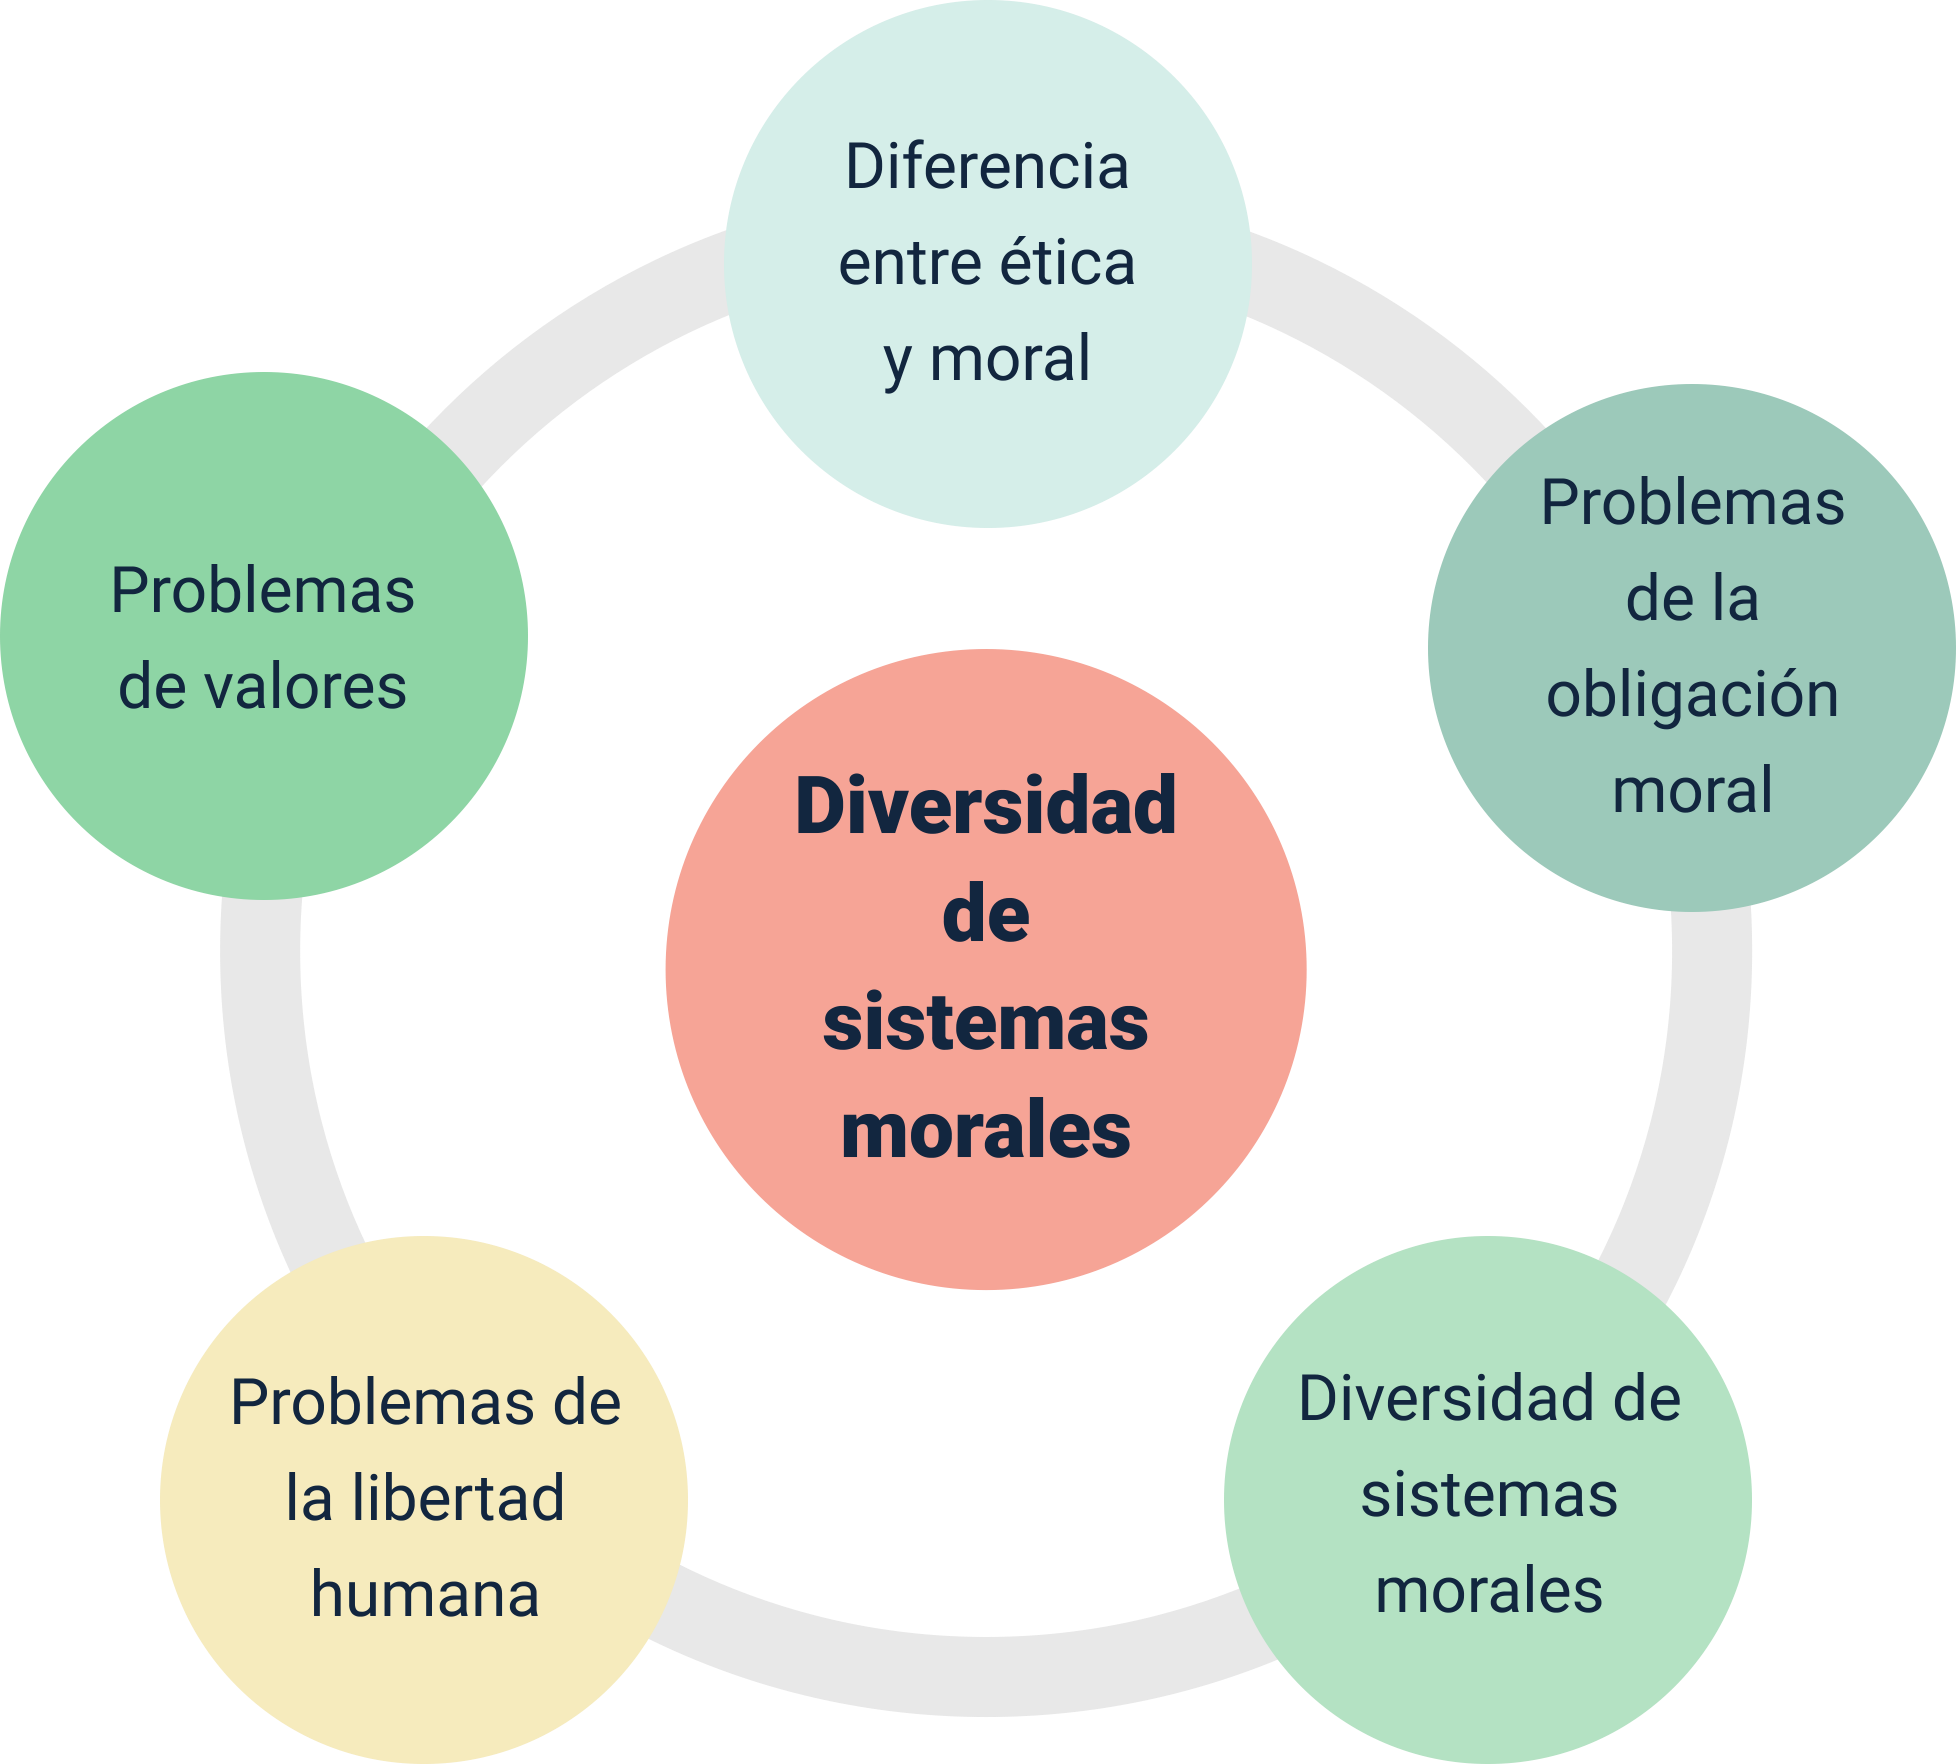 Diferencia
entre ética
y moral
Problemas
de la
obligación
moral
Problemas
de valores
Diversidad
de
sistemas
morales
Problemas de
la libertad
humana
Diversidad de
sistemas
morales